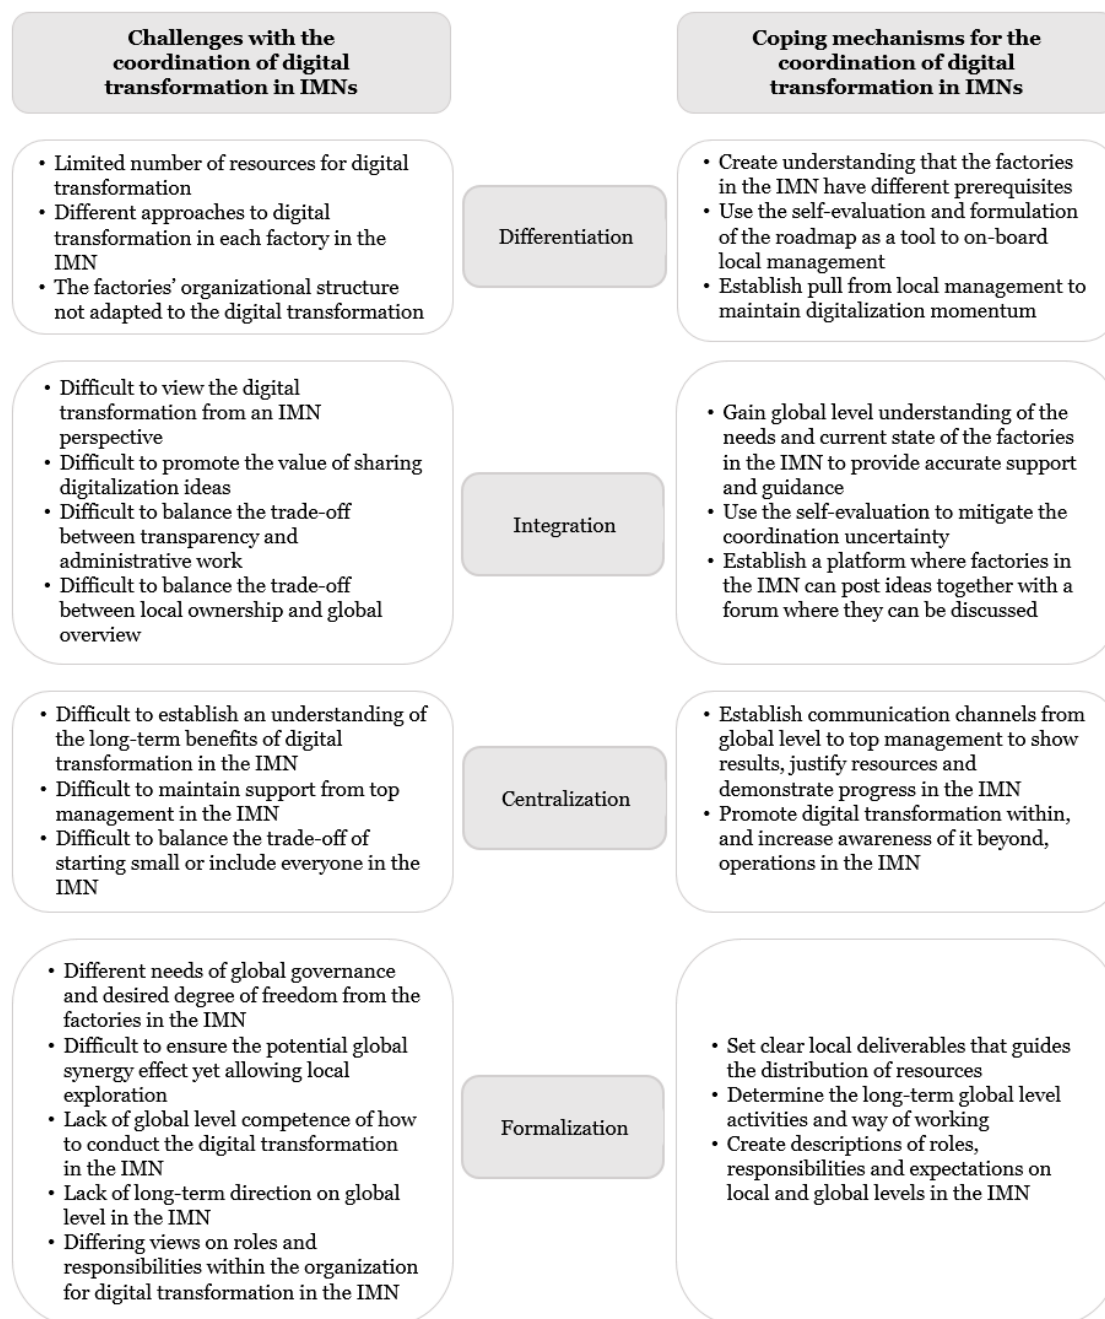 Challenges with the
coordination of digital
transformation in IMNs
Coping mechanisms for the
coordination of digital
transformation in IMNs
• Limited number of resources for digital
transformation
• Different approaches to digital
transformation in each factory in the
IMN
• The factories’ organizational structure
not adapted to the digital transformation
Differentiation
• Create understanding that the factories
in the IMN have different prerequisites
• Use the self-evaluation and formulation
of the roadmap as a tool to on-board
local management
• Establish pull from local management to
maintain digitalization momentum
• Difficult to view the digital
transformation from an IMN
perspective
• Difficult to promote the value of sharing
digitalization ideas
• Difficult to balance the trade-off
between transparency and
administrative work
• Difficult to balance the trade-off
between local ownership and global
overview
Integration
• Gain global level understanding of the
needs and current state of the factories
in the IMN to provide accurate support
and guidance
• Use the self-evaluation to mitigate the
coordination uncertainty
• Establish a platform where factories in
the IMN can post ideas together with a
forum where they can be discussed
• Difficult to establish an understanding of
the long-term benefits of digital
transformation in the IMN
• Difficult to maintain support from top
management in the IMN
• Difficult to balance the trade-off of
starting small or include everyone in the
IMN
Centralization
• Establish communication channels from
global level to top management to show
results, justify resources and
demonstrate progress in the IMN
• Promote digital transformation within,
and increase awareness of it beyond,
operations in the IMN
• Different needs of global governance
and desired degree of freedom from the
factories in the IMN
• Difficult to ensure the potential global
synergy effect yet allowing local
exploration
• Lack of global level competence of how
to conduct the digital transformation
in the IMN
• Lack of long-term direction on global
level in the IMN
• Differing views on roles and
responsibilities within the organization
for digital transformation in the IMN
Formalization
• Set clear local deliverables that guides
the distribution of resources
• Determine the long-term global level
activities and way of working
• Create descriptions of roles,
responsibilities and expectations on
local and global levels in the IMN